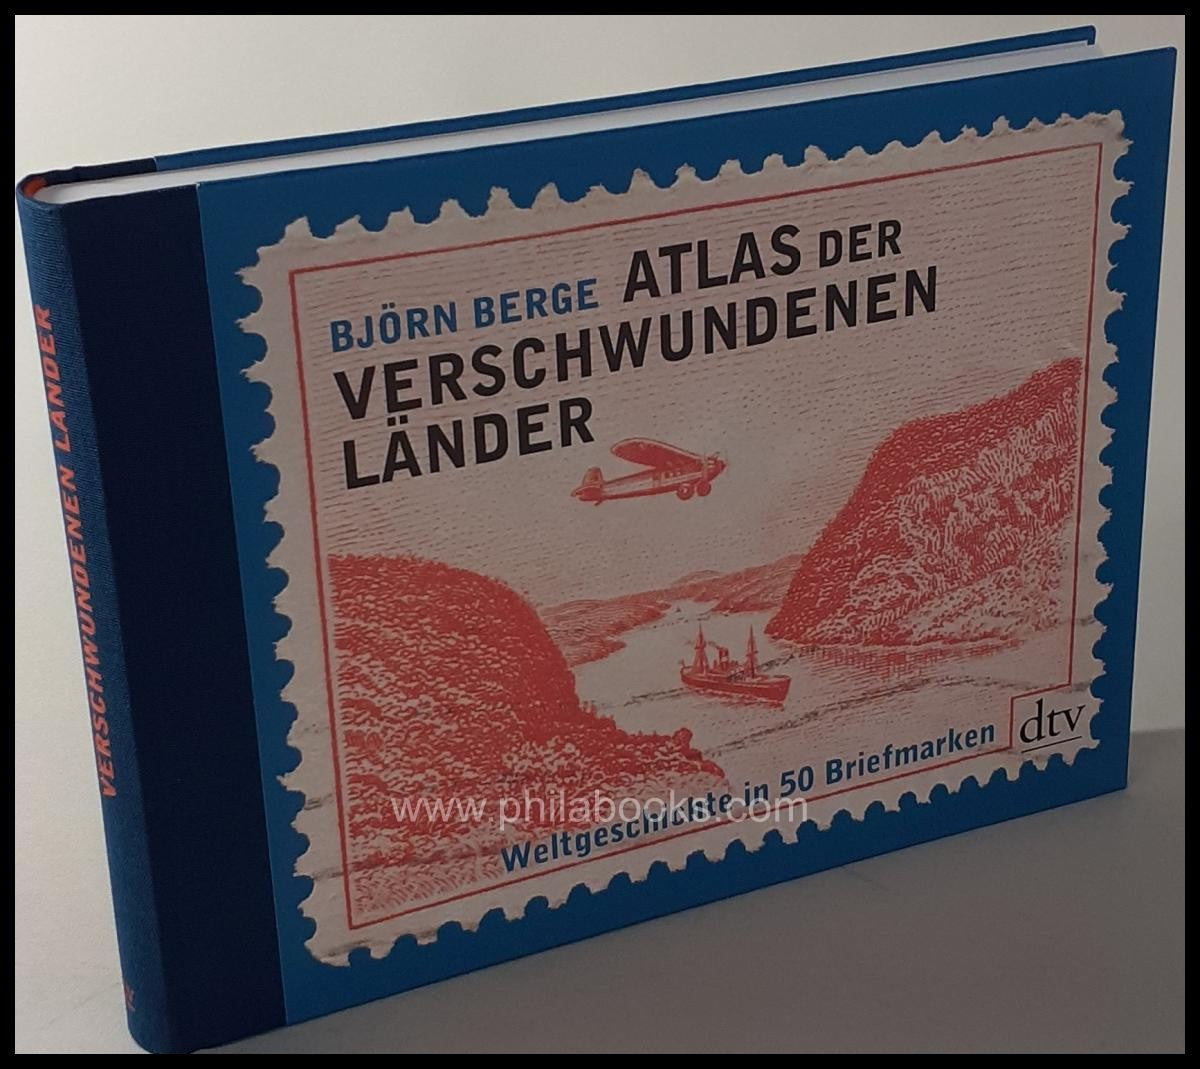 BJÖRN BERGE ATLAS DER
VERSCHWUNDENEN
LÄNDER
Weltgeschichte in 50 Briefmarken
dtv
www.philabooks.com
VERSCHWUNDENEN LÄNDER